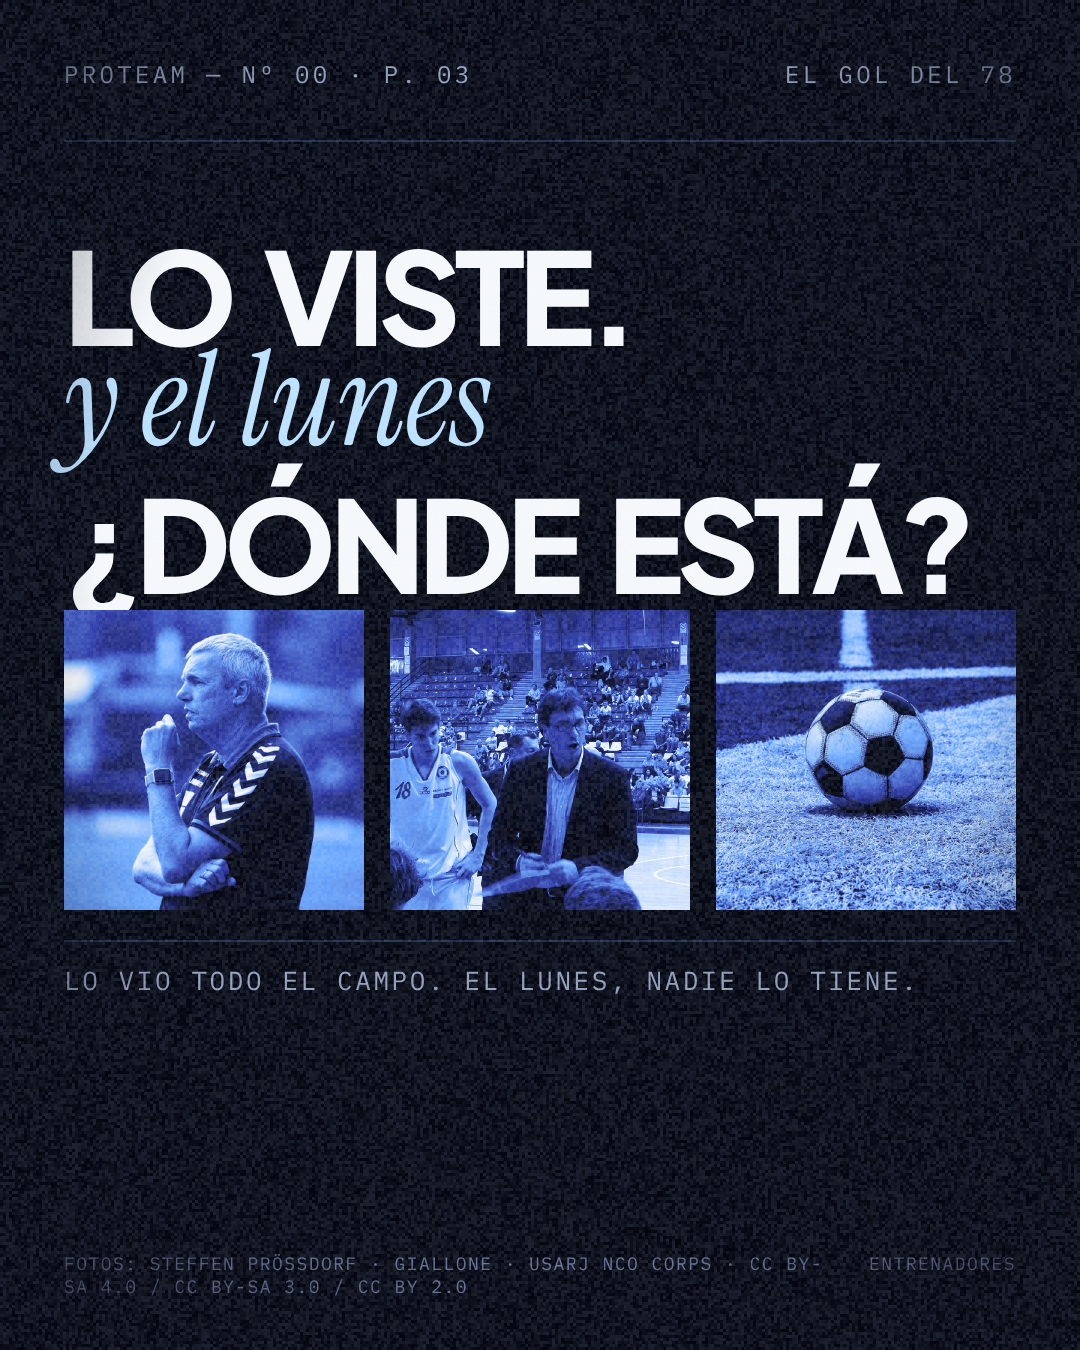 PROTEAM — Nº 00 · P. 03
EL GOL DEL 78
LO VISTE.
y el lunes
¿DÓNDE ESTÁ?
18
LO VIO TODO EL CAMPO. EL LUNES, NADIE LO TIENE.
FOTOS: STEFFEN PRÖSSDORF · GIALLONE · USARJ NCO CORPS · CC BY-
SA 4.0 / CC BY-SA 3.0 / CC BY 2.0
ENTRENADORES